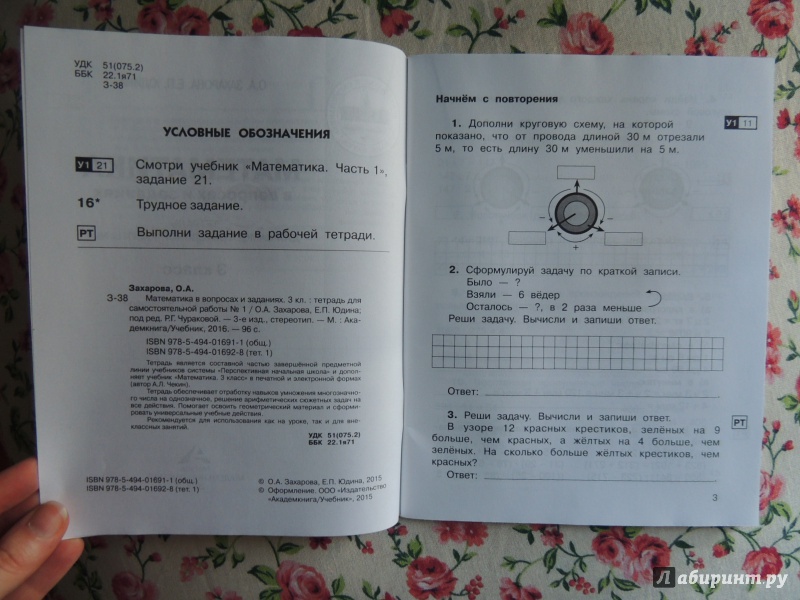 УДК 51(075.2)
ББК 22.1я71
З-38
УСЛОВНЫЕ ОБОЗНАЧЕНИЯ
У1 21 Смотри учебник «Математика. Часть 1»,
задание 21.
16* Трудное задание.
РТ Выполни задание в рабочей тетради.
Захарова, О.А.
З-38 Математика в вопросах и заданиях. 3 кл. : тетрадь для
самостоятельной работы № 1 / О.А. Захарова, Е.П. Юдина;
под ред. Р.Г. Чураковой. — 3-е изд., стереотип. — М. : Ака-
демкнига/Учебник, 2016. — 96 с.
ISBN 978-5-494-01691-1 (общ.)
ISBN 978-5-494-01692-8 (тет. 1)
Тетрадь является составной частью завершённой предметной
линии учебников системы «Перспективная начальная школа» и допол-
няет учебник «Математика. 3 класс» в печатной и электронной формах
(автор А.Л. Чекин).
Тетрадь обеспечивает отработку навыков умножения многознач-
ного числа на однозначное, решение арифметических сюжетных задач на
все действия. Помогает освоить геометрический материал и сформиро-
вать универсальные учебные действия.
Рекомендуется для использования как на уроке, так и для вне-
классных занятий.
УДК 51(075.2)
ББК 22.1я71
ISBN 978-5-494-01691-1 (общ.)
ISBN 978-5-494-01692-8 (тет. 1)
© О.А. Захарова, Е.П. Юдина, 2015
© Оформление. ООО «Издательство
«Академкнига/Учебник», 2015
Начнём с повторения
1. Дополни круговую схему, на которой У1 11
показано, что от провода длиной 30 м отрезали
5 м, то есть длину 30 м уменьшили на 5 м.
− −
+
2. Сформулируй задачу по краткой записи.
Было — ?
Взяли — 6 вёдер
Осталось — ?, в 2 раза меньше
Реши задачу. Вычисли и запиши ответ.
Ответ:
3. Реши задачу. Вычисли и запиши ответ. РТ
В узоре 12 красных крестиков, зелёных на 9
больше, чем красных, а жёлтых на 4 больше, чем
зелёных. На сколько больше жёлтых крестиков, чем
красных?
Ответ:
3
Лабиринт.ру